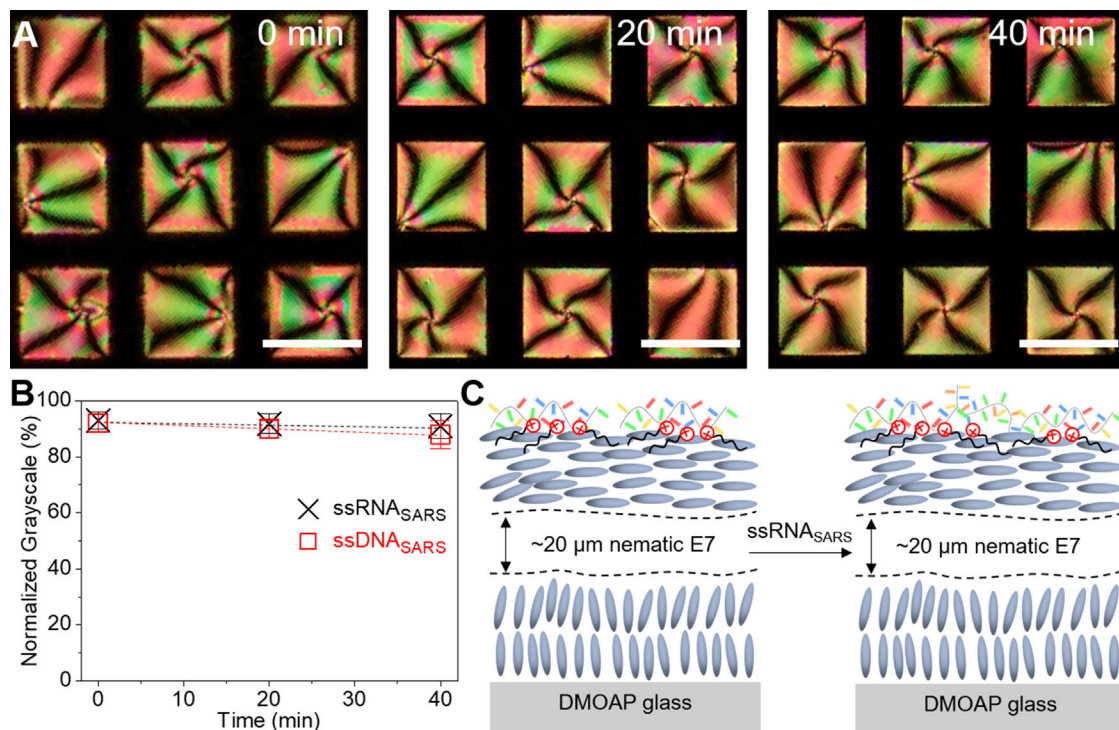 A
0 min
20 min
40 min
B
Normalized Grayscale (%)
100
80
60
40
20
0
ssRNA_SARS
ssDNA_SARS
0
10
20
30
40
Time (min)
C
~20 µm nematic E7
ssRNA_SARS
~20 µm nematic E7
DMOAP glass
DMOAP glass